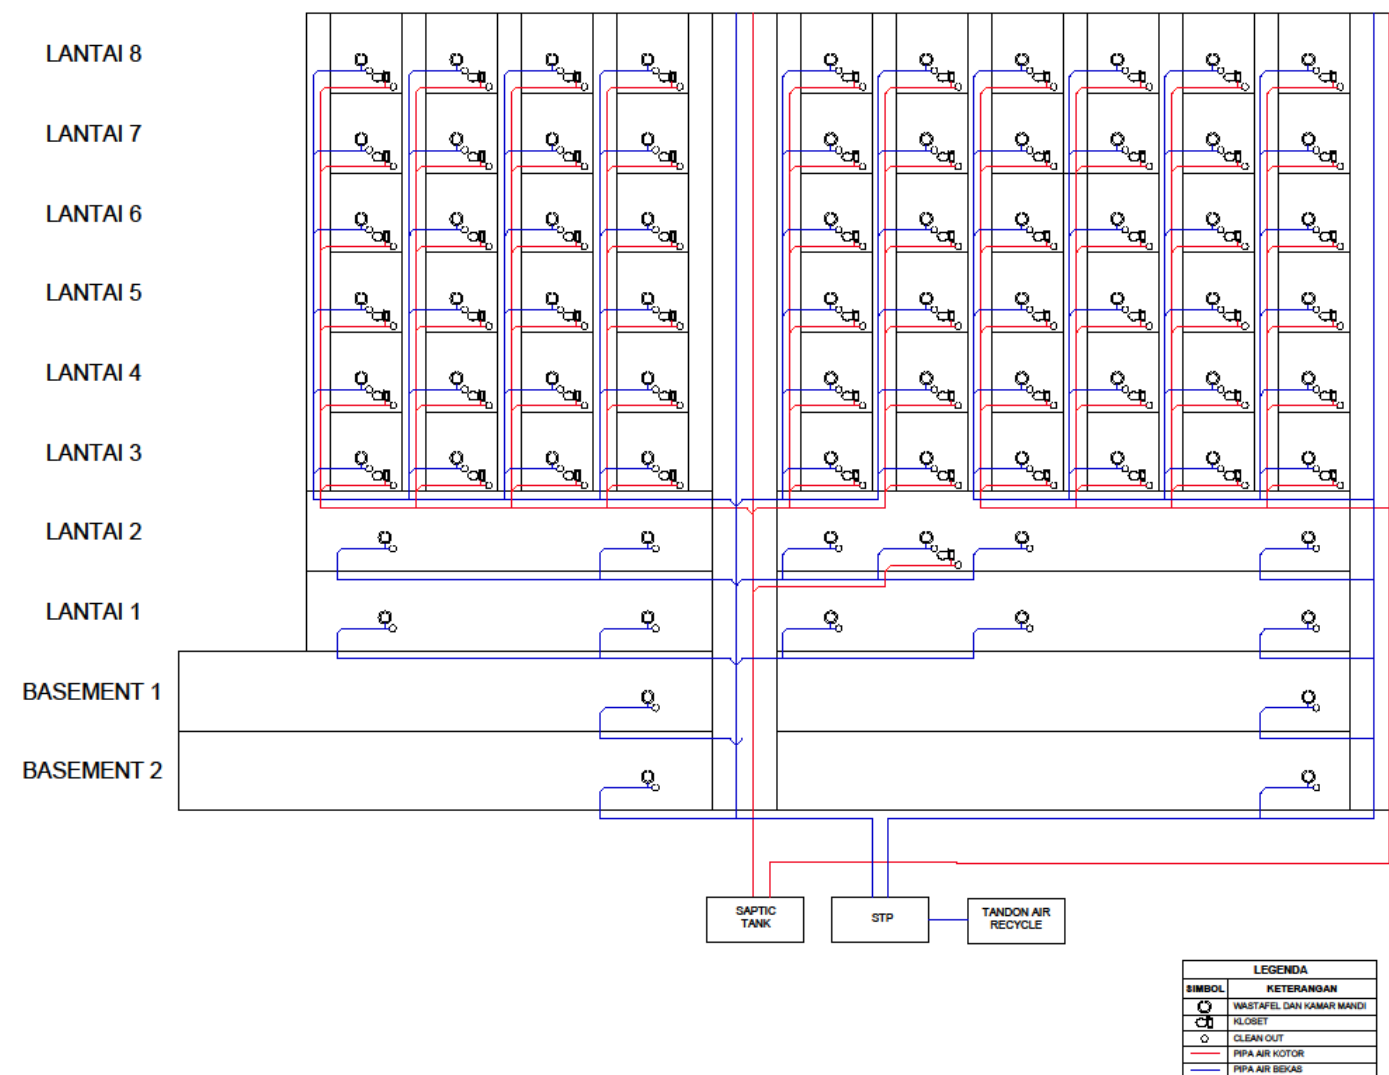 LANTAI 8
LANTAI 7
LANTAI 6
LANTAI 5
LANTAI 4
LANTAI 3
LANTAI 2
LANTAI 1
BASEMENT 1
BASEMENT 2
SAPTIC
TANK
STP
TANDON AIR
RECYCLE
LEGENDA
SIMBOL KETERANGAN
WASTAFEL DAN KAMAR MANDI
KLOSET
CLEAN OUT
PIPA AIR KOTOR
PIPA AIR BEKAS